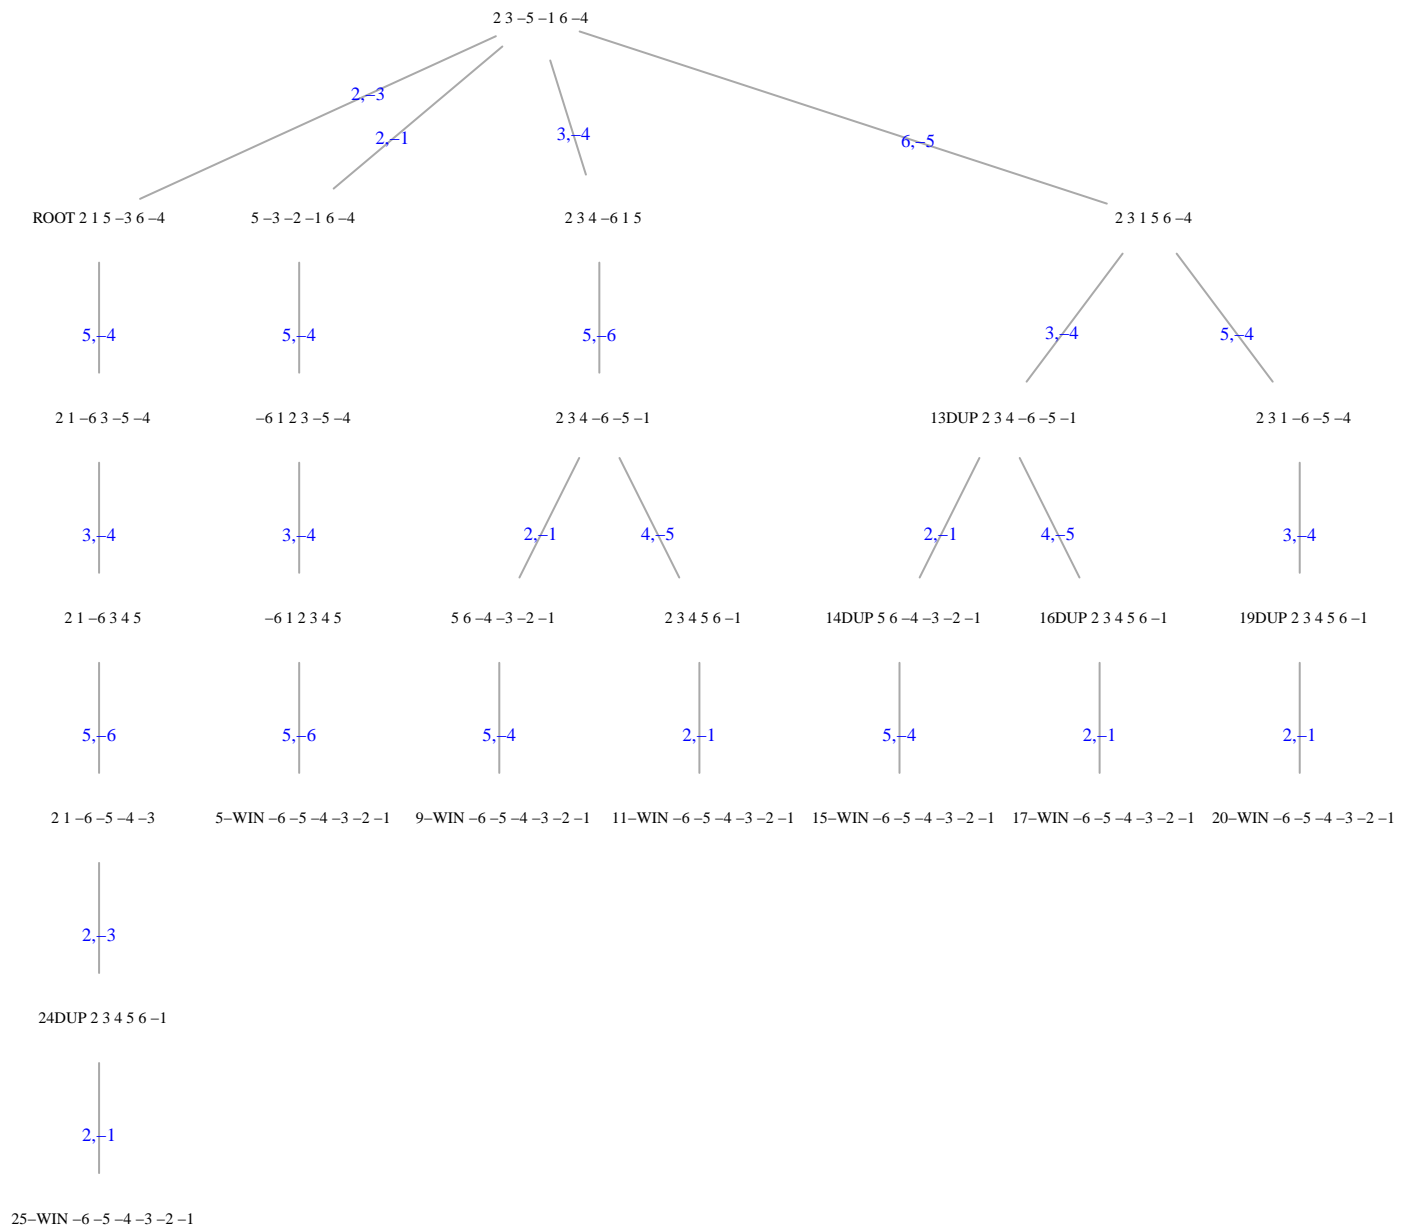 2 3 –5 –1 6 –4
2,–3
2,–1
3,–4
6,–5
ROOT 2 1 5 –3 6 –4
5 –3 –2 –1 6 –4
2 3 4 –6 1 5
2 3 1 5 6 –4
5,–4
5,–4
5,–6
3,–4
5,–4
2 1 –6 3 –5 –4
–6 1 2 3 –5 –4
2 3 4 –6 –5 –1
13DUP 2 3 4 –6 –5 –1
2 3 1 –6 –5 –4
3,–4
3,–4
2,–1
4,–5
2,–1
4,–5
3,–4
2 1 –6 3 4 5
–6 1 2 3 4 5
5 6 –4 –3 –2 –1
2 3 4 5 6 –1
14DUP 5 6 –4 –3 –2 –1
16DUP 2 3 4 5 6 –1
19DUP 2 3 4 5 6 –1
5,–6
5,–6
5,–4
2,–1
5,–4
2,–1
2,–1
2 1 –6 –5 –4 –3
5–WIN –6 –5 –4 –3 –2 –1
9–WIN –6 –5 –4 –3 –2 –1
11–WIN –6 –5 –4 –3 –2 –1
15–WIN –6 –5 –4 –3 –2 –1
17–WIN –6 –5 –4 –3 –2 –1
20–WIN –6 –5 –4 –3 –2 –1
2,–3
24DUP 2 3 4 5 6 –1
2,–1
25–WIN –6 –5 –4 –3 –2 –1